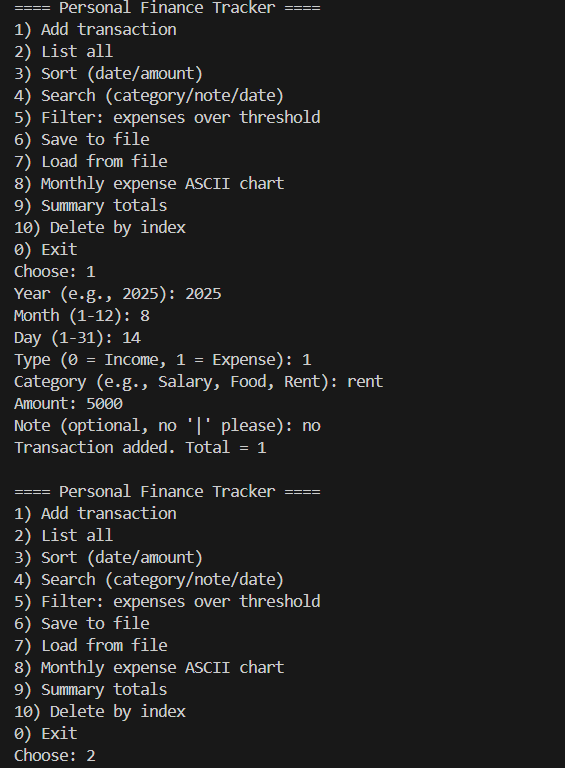 ==== Personal Finance Tracker ====
1) Add transaction
2) List all
3) Sort (date/amount)
4) Search (category/note/date)
5) Filter: expenses over threshold
6) Save to file
7) Load from file
8) Monthly expense ASCII chart
9) Summary totals
10) Delete by index
0) Exit
Choose: 1
Year (e.g., 2025): 2025
Month (1-12): 8
Day (1-31): 14
Type (0 = Income, 1 = Expense): 1
Category (e.g., Salary, Food, Rent): rent
Amount: 5000
Note (optional, no '|' please): no
Transaction added. Total = 1

==== Personal Finance Tracker ====
1) Add transaction
2) List all
3) Sort (date/amount)
4) Search (category/note/date)
5) Filter: expenses over threshold
6) Save to file
7) Load from file
8) Monthly expense ASCII chart
9) Summary totals
10) Delete by index
0) Exit
Choose: 2